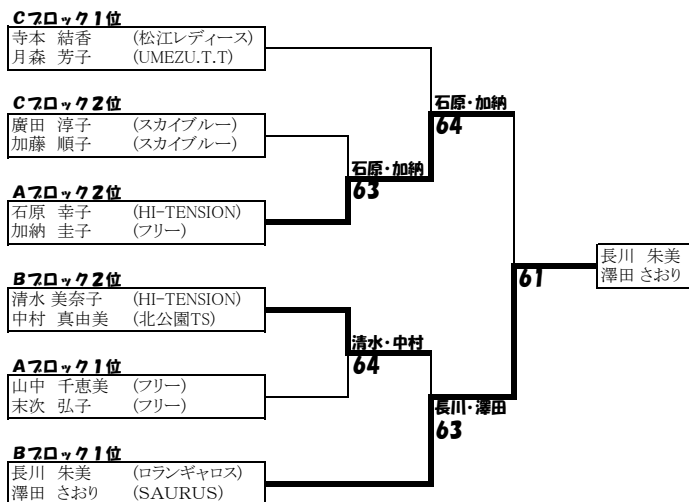 Cブロック1位
寺本 結香 (松江レディース)
月森 芳子 (UMEZU.T.T)
石原・加納
64
Cブロック2位
廣田 淳子 (スカイブルー)
加藤 順子 (スカイブルー)
石原・加納
63
Aブロック2位
石原 幸子 (HI-TENSION)
加納 圭子 (フリー)
61
長川 朱美
澤田 さおり
Bブロック2位
清水 美奈子 (HI-TENSION)
中村 真由美 (北公園TS)
清水・中村
64
Aブロック1位
山中 千恵美 (フリー)
末次 弘子 (フリー)
長川・澤田
63
Bブロック1位
長川 朱美 (ロランギャロス)
澤田 さおり (SAURUS)